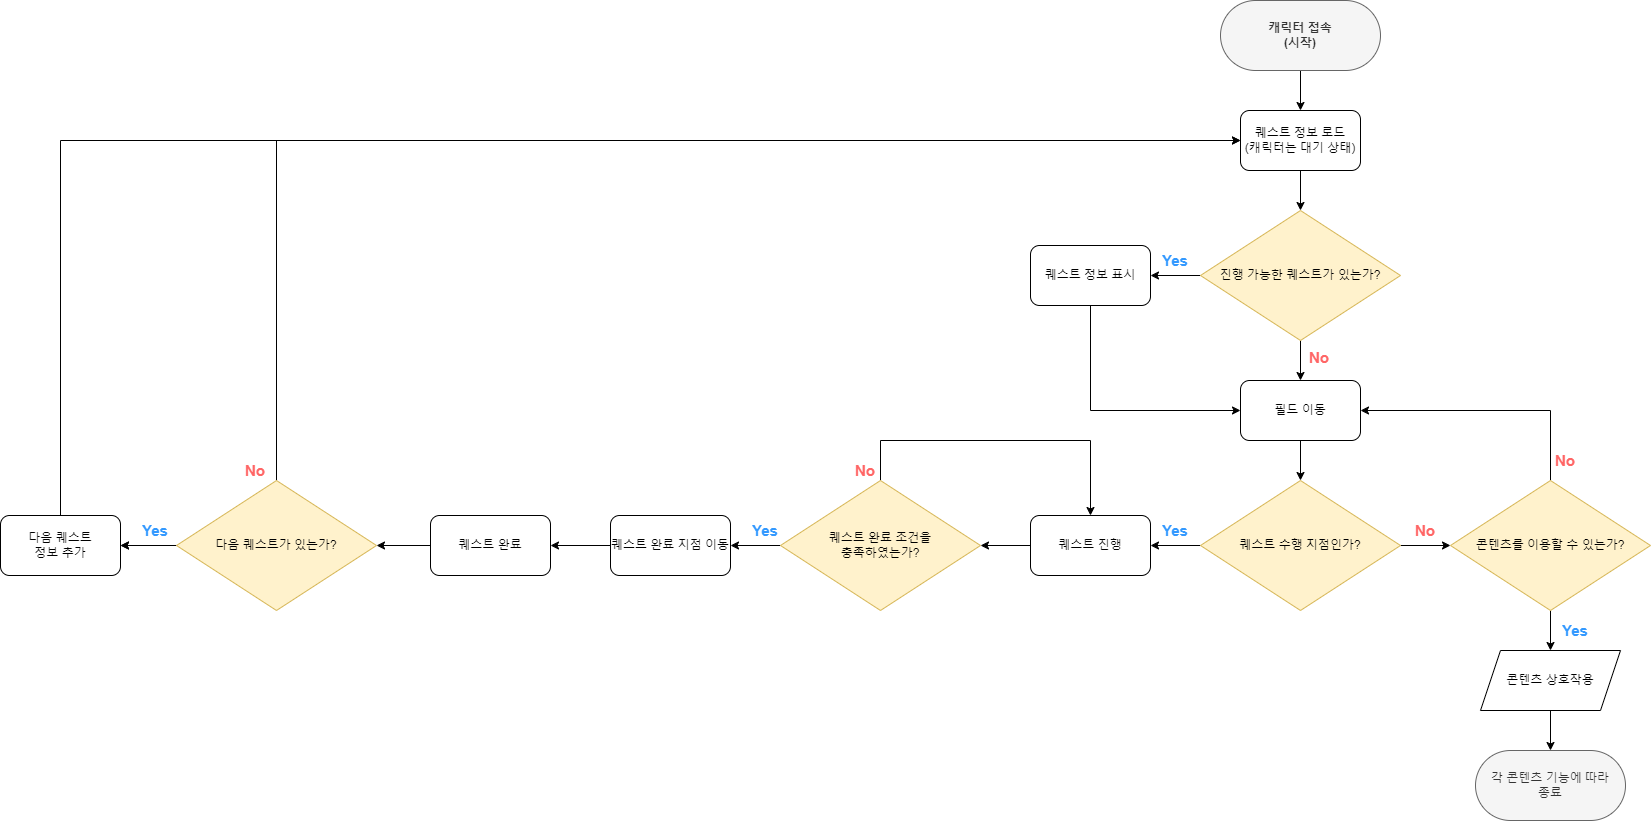 캐릭터 접속
(시작)
퀘스트 정보 로드
(캐릭터는 대기 상태)
진행 가능한 퀘스트가 있는가?
Yes
퀘스트 정보 표시
No
필드 이동
퀘스트 수행 지점인가?
Yes
No
퀘스트 진행
퀘스트 완료 조건을
충족하였는가?
No
Yes
퀘스트 완료 지점 이동
퀘스트 완료
다음 퀘스트가 있는가?
No
Yes
다음 퀘스트
정보 추가
콘텐츠를 이용할 수 있는가?
No
Yes
콘텐츠 상호작용
각 콘텐츠 기능에 따라
종료